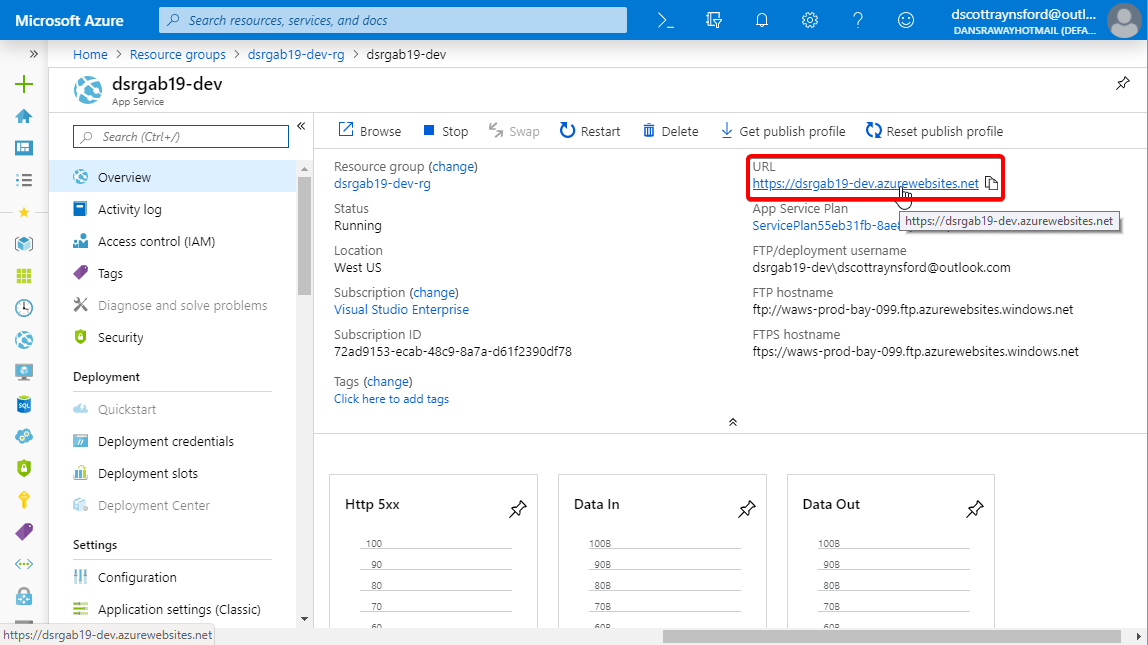 Microsoft Azure
Search resources, services, and docs
dscottraynsford@outl...
DANSRAWAYHOTMAIL (DEFA...
Home > Resource groups > dsrgab19-dev-rg > dsrgab19-dev
dsrgab19-dev
App Service
Search (Ctrl+/)
Overview
Activity log
Access control (IAM)
Tags
Diagnose and solve problems
Security
Deployment
Quickstart
Deployment credentials
Deployment slots
Deployment Center
Settings
Configuration
Application settings (Classic)
Browse Stop Swap Restart Delete Get publish profile Reset publish profile
Resource group (change)
dsrgab19-dev-rg
Status
Running
Location
West US
Subscription (change)
Visual Studio Enterprise
Subscription ID
72ad9153-ecab-48c9-8a7a-d61f2390df78
Tags (change)
Click here to add tags
URL
https://dsrgab19-dev.azurewebsites.net
https://dsrgab19-dev.azurewebsites.net
App Service Plan
FTP/deployment username
dsrgab19-dev\dscottraynsford@outlook.com
FTP hostname
ftp://waws-prod-bay-099.ftp.azurewebsites.windows.net
FTPS hostname
ftps://waws-prod-bay-099.ftp.azurewebsites.windows.net
Http 5xx
100
90
80
70
60
Data In
100B
90B
80B
70B
60B
Data Out
100B
90B
80B
70B
60B
https://dsrgab19-dev.azurewebsites.net